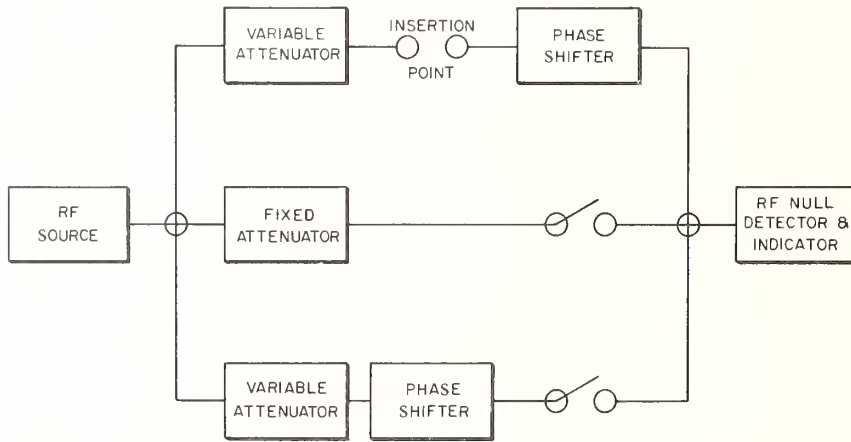 VARIABLE
ATTENUATOR
INSERTION
POINT
PHASE
SHIFTER
RF
SOURCE
FIXED
ATTENUATOR
RF NULL
DETECTOR &
INDICATOR
VARIABLE
ATTENUATOR
PHASE
SHIFTER